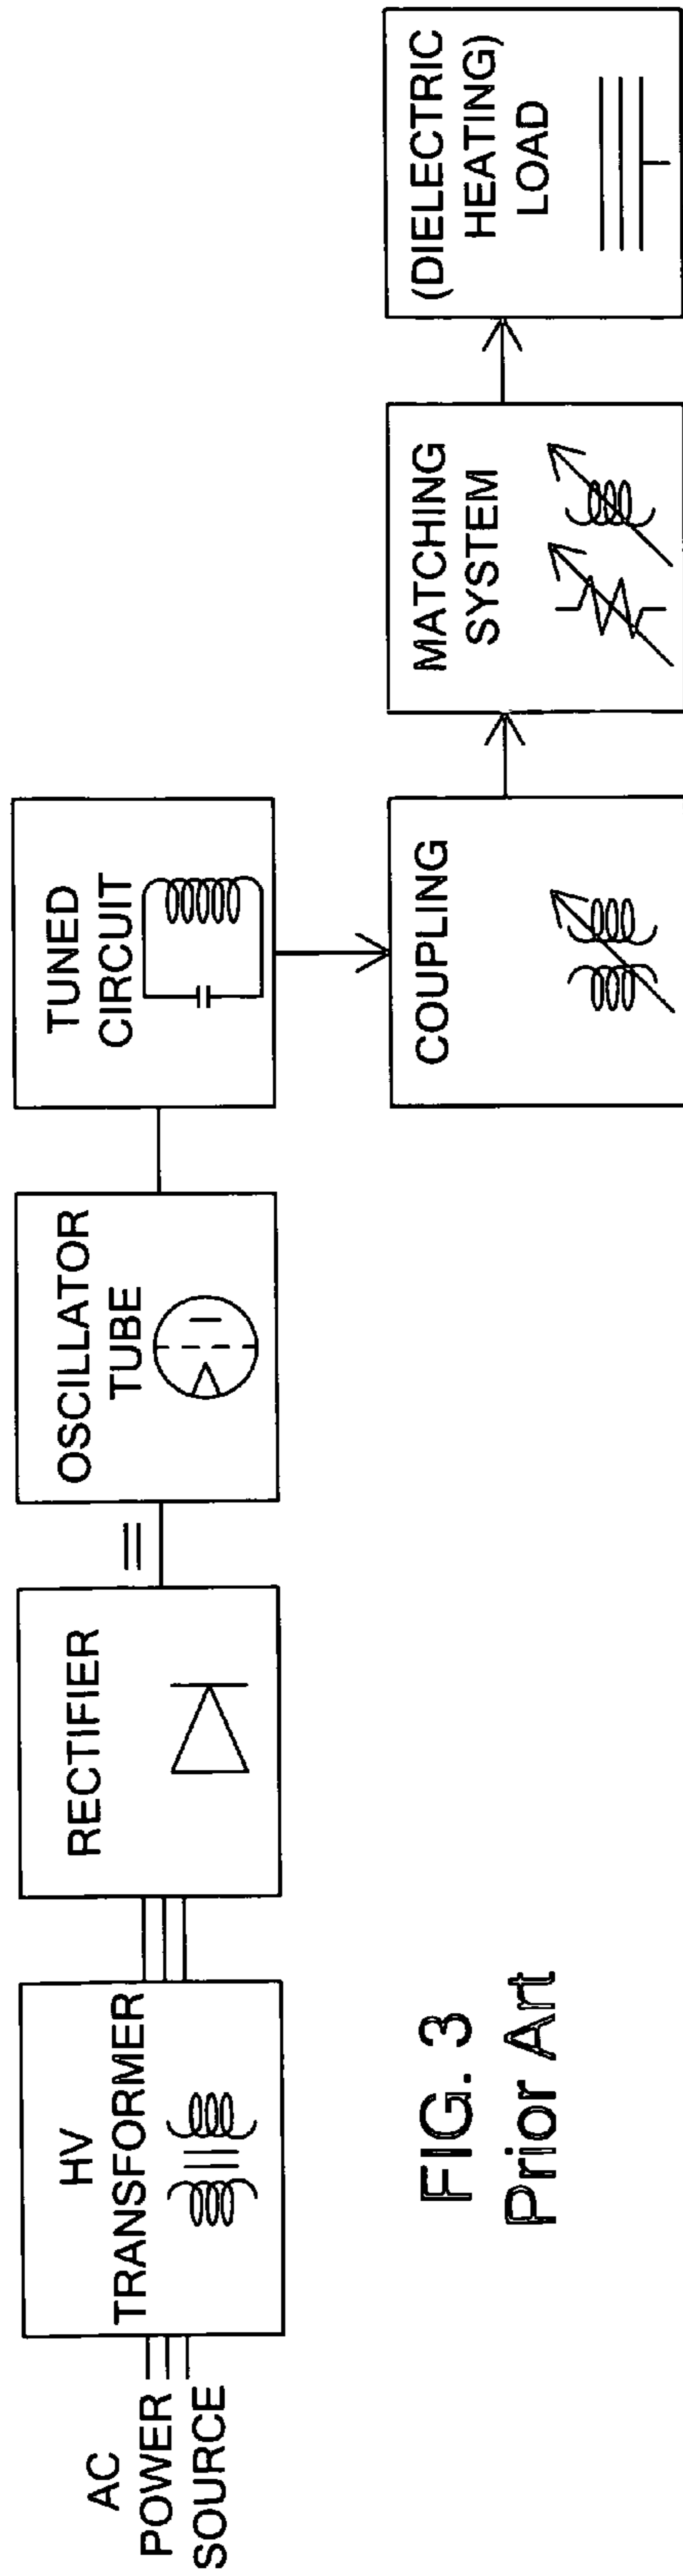 AC
POWER
SOURCE
HV
TRANSFORMER
RECTIFIER
OSCILLATOR
TUBE
TUNED
CIRCUIT
COUPLING
MATCHING
SYSTEM
(DIELECTRIC
HEATING)
LOAD
FIG. 3
Prior Art